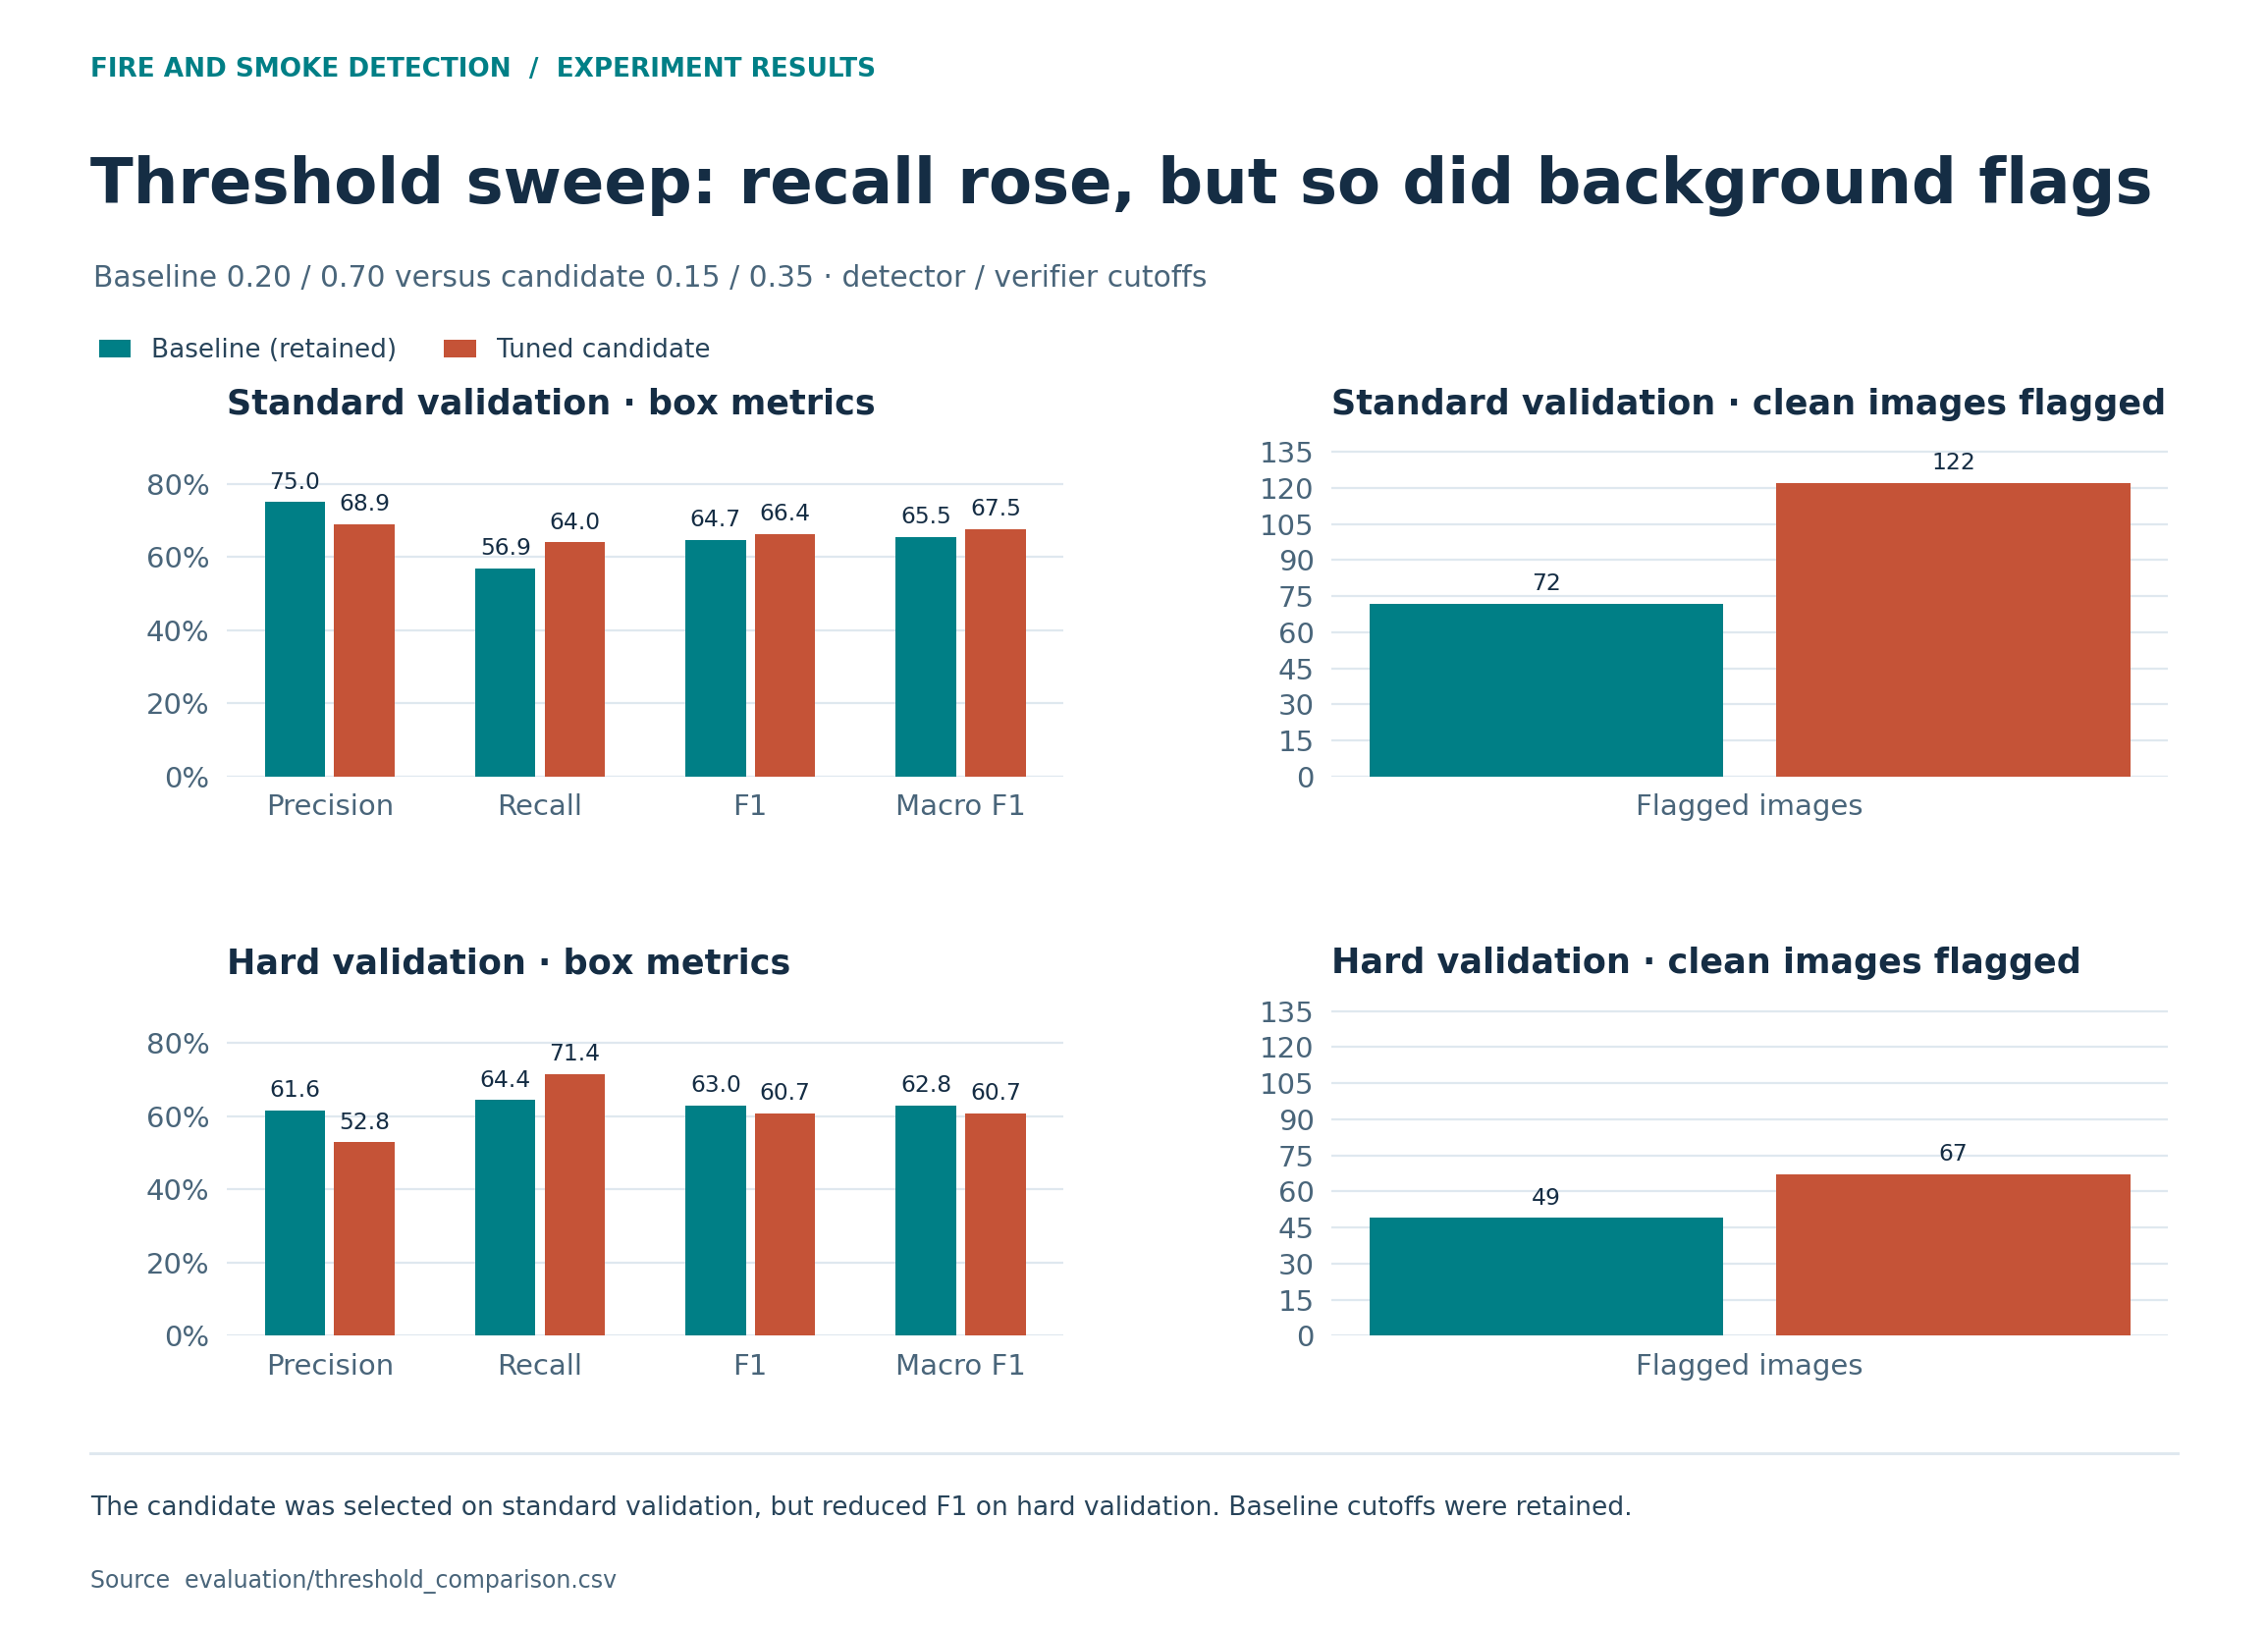 FIRE AND SMOKE DETECTION / EXPERIMENT RESULTS
Threshold sweep: recall rose, but so did background flags
Baseline 0.20 / 0.70 versus candidate 0.15 / 0.35 · detector / verifier cutoffs
Baseline (retained) Tuned candidate
Standard validation · box metrics
80%
60%
40%
20%
0%
75.0 68.9 56.9 64.0 64.7 66.4 65.5 67.5
Precision Recall F1 Macro F1
Standard validation · clean images flagged
135
120
105
90
75
60
45
30
15
0
72 122
Flagged images
Hard validation · box metrics
80%
60%
40%
20%
0%
61.6 52.8 64.4 71.4 63.0 60.7 62.8 60.7
Precision Recall F1 Macro F1
Hard validation · clean images flagged
135
120
105
90
75
60
45
30
15
0
49 67
Flagged images
The candidate was selected on standard validation, but reduced F1 on hard validation. Baseline cutoffs were retained.
Source evaluation/threshold_comparison.csv